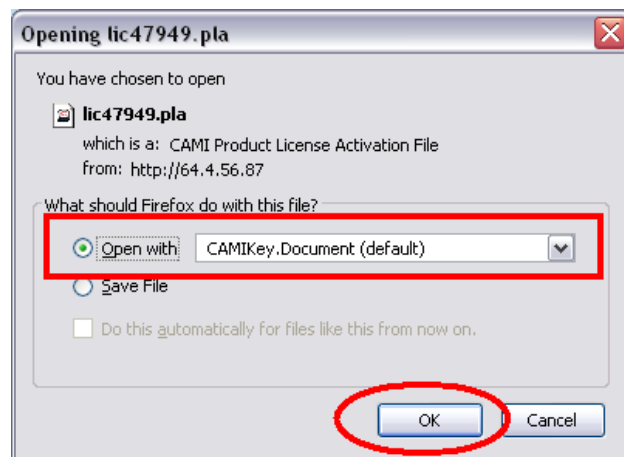 Opening lic47949.pla
You have chosen to open
lic47949.pla
which is a: CAMI Product License Activation File
from: http://64.4.56.87
What should Firefox do with this file?
Open with CAMIKey.Document (default)
Save File
Do this automatically for files like this from now on.
OK Cancel